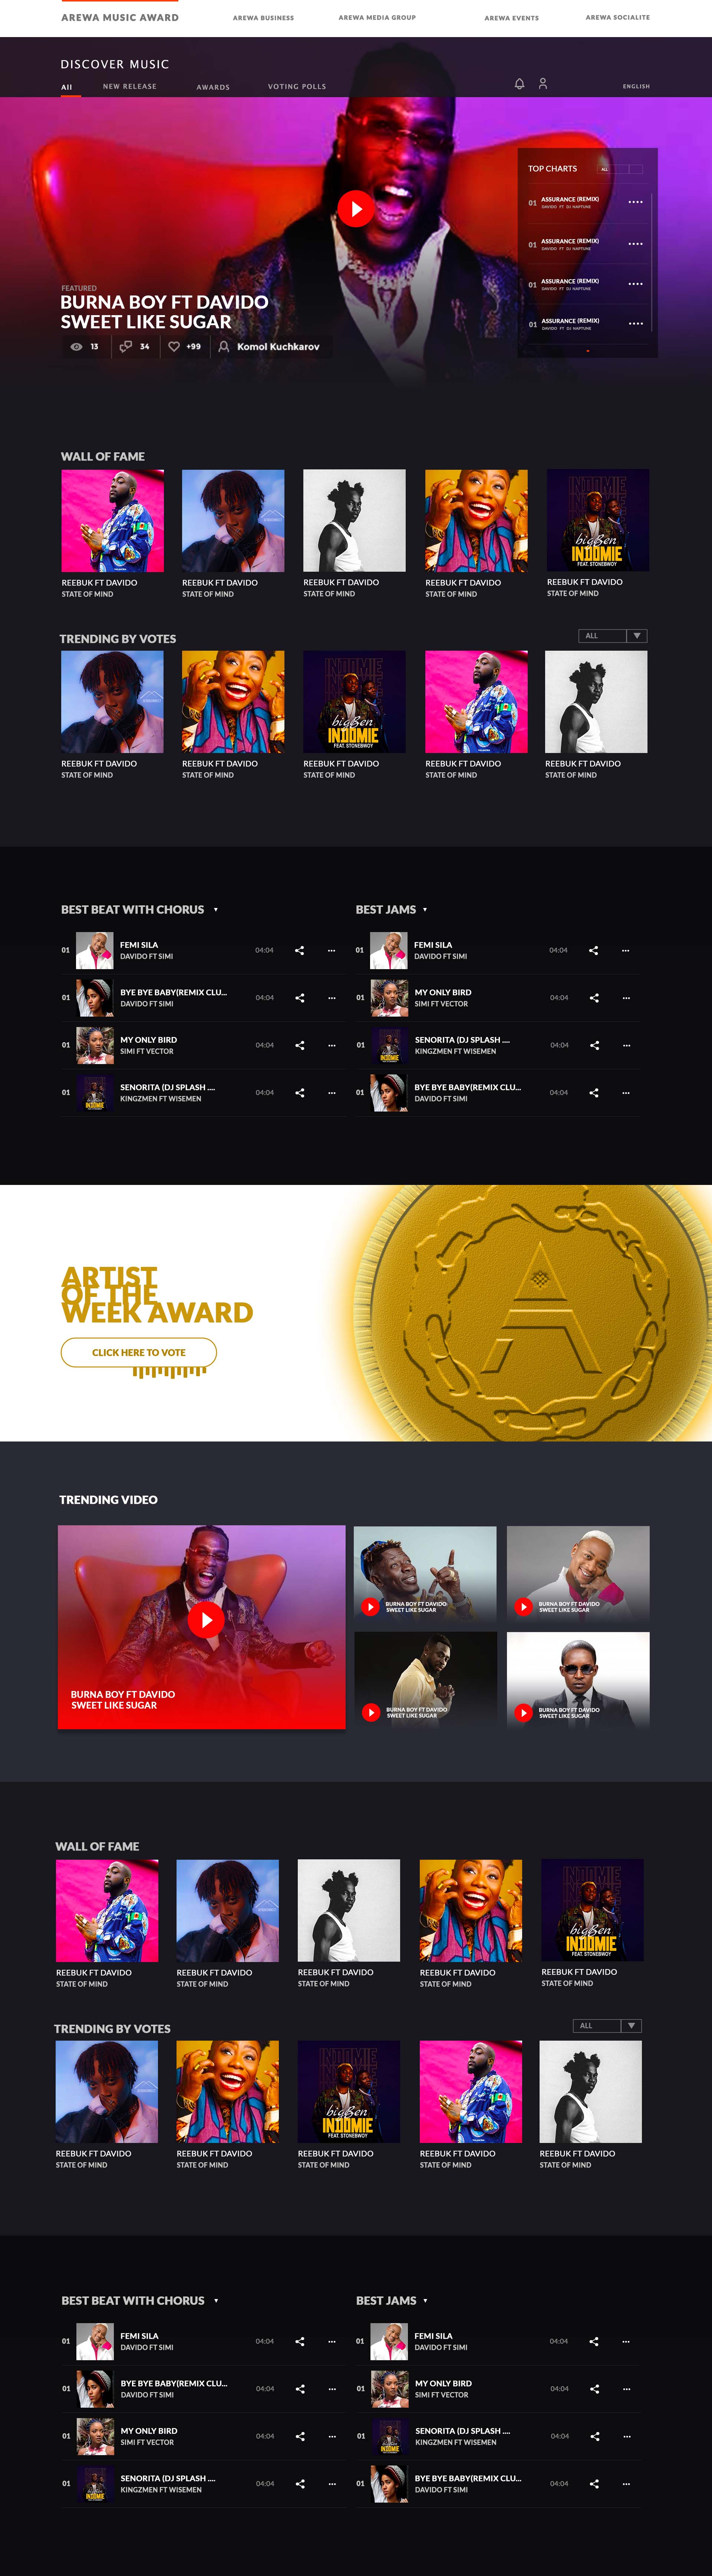 AREWA MUSIC AWARD
AREWA BUSINESS
AREWA MEDIA GROUP
AREWA EVENTS
AREWA SOCIALITE
DISCOVER MUSIC
All
NEW RELEASE
AWARDS
VOTING POLLS
ENGLISH
TOP CHARTS
ALL
01
ASSURANCE (REMIX)
DAVIDO FT DJ NAPTUNE
01
ASSURANCE (REMIX)
DAVIDO FT DJ NAPTUNE
01
ASSURANCE (REMIX)
DAVIDO FT DJ NAPTUNE
01
ASSURANCE (REMIX)
DAVIDO FT DJ NAPTUNE
FEATURED
BURNA BOY FT DAVIDO
SWEET LIKE SUGAR
13
34
+99
Komol Kuchkarov
WALL OF FAME
INDOMIE
bigBen
INDOMIE
FEAT. STONEBWOY
REEBUK FT DAVIDO
STATE OF MIND
REEBUK FT DAVIDO
STATE OF MIND
REEBUK FT DAVIDO
STATE OF MIND
REEBUK FT DAVIDO
STATE OF MIND
REEBUK FT DAVIDO
STATE OF MIND
TRENDING BY VOTES
ALL
INDOMIE
bigBen
INDOMIE
FEAT. STONEBWOY
REEBUK FT DAVIDO
STATE OF MIND
REEBUK FT DAVIDO
STATE OF MIND
REEBUK FT DAVIDO
STATE OF MIND
REEBUK FT DAVIDO
STATE OF MIND
REEBUK FT DAVIDO
STATE OF MIND
BEST BEAT WITH CHORUS
01
FEMI SILA
DAVIDO FT SIMI
04:04
01
BYE BYE BABY(REMIX CLU...
DAVIDO FT SIMI
04:04
01
MY ONLY BIRD
SIMI FT VECTOR
04:04
01
SENORITA (DJ SPLASH ....
KINGZMEN FT WISEMEN
04:04
BEST JAMS
01
FEMI SILA
DAVIDO FT SIMI
04:04
01
MY ONLY BIRD
SIMI FT VECTOR
04:04
01
SENORITA (DJ SPLASH ....
KINGZMEN FT WISEMEN
04:04
01
BYE BYE BABY(REMIX CLU...
DAVIDO FT SIMI
04:04
ARTIST
OF THE
WEEK AWARD
CLICK HERE TO VOTE
A
TRENDING VIDEO
BURNA BOY FT DAVIDO
SWEET LIKE SUGAR
BURNA BOY FT DAVIDO
SWEET LIKE SUGAR
BURNA BOY FT DAVIDO
SWEET LIKE SUGAR
BURNA BOY FT DAVIDO
SWEET LIKE SUGAR
BURNA BOY FT DAVIDO
SWEET LIKE SUGAR
WALL OF FAME
INDOMIE
bigBen
INDOMIE
FEAT. STONEBWOY
REEBUK FT DAVIDO
STATE OF MIND
REEBUK FT DAVIDO
STATE OF MIND
REEBUK FT DAVIDO
STATE OF MIND
REEBUK FT DAVIDO
STATE OF MIND
REEBUK FT DAVIDO
STATE OF MIND
TRENDING BY VOTES
ALL
INDOMIE
bigBen
INDOMIE
FEAT. STONEBWOY
REEBUK FT DAVIDO
STATE OF MIND
REEBUK FT DAVIDO
STATE OF MIND
REEBUK FT DAVIDO
STATE OF MIND
REEBUK FT DAVIDO
STATE OF MIND
REEBUK FT DAVIDO
STATE OF MIND
BEST BEAT WITH CHORUS
01
FEMI SILA
DAVIDO FT SIMI
04:04
01
BYE BYE BABY(REMIX CLU...
DAVIDO FT SIMI
04:04
01
MY ONLY BIRD
SIMI FT VECTOR
04:04
01
SENORITA (DJ SPLASH ....
KINGZMEN FT WISEMEN
04:04
BEST JAMS
01
FEMI SILA
DAVIDO FT SIMI
04:04
01
MY ONLY BIRD
SIMI FT VECTOR
04:04
01
SENORITA (DJ SPLASH ....
KINGZMEN FT WISEMEN
04:04
01
BYE BYE BABY(REMIX CLU...
DAVIDO FT SIMI
04:04